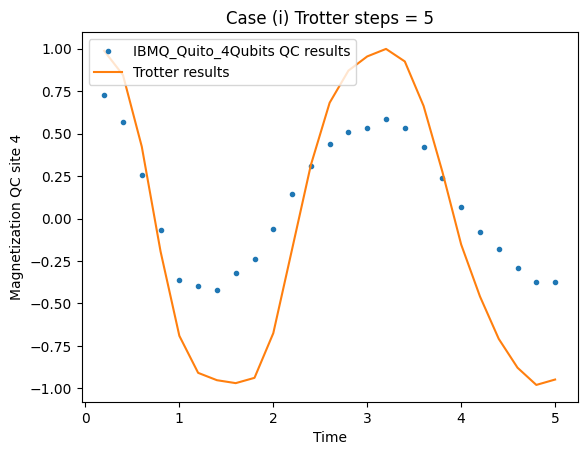 Case (i) Trotter steps = 5
IBMQ_Quito_4Qubits QC results
Trotter results
Magnetization QC site 4
1.00
0.75
0.50
0.25
0.00
−0.25
−0.50
−0.75
−1.00
0 1 2 3 4 5
Time